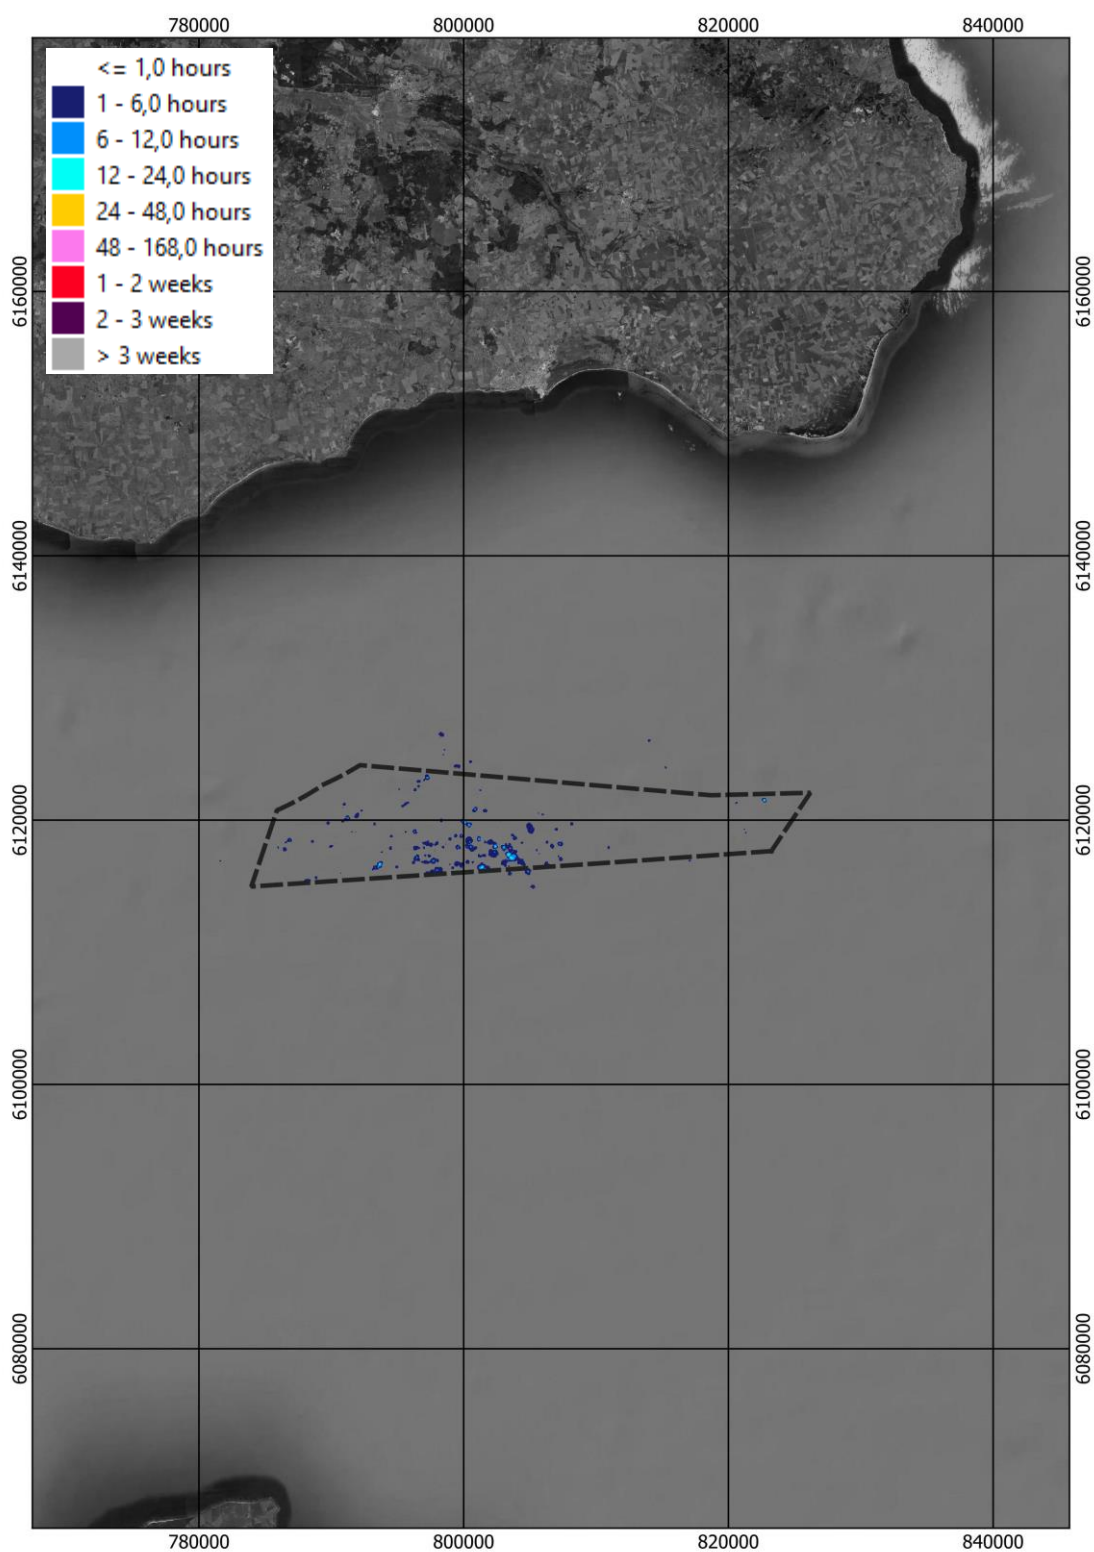 780000 800000 820000 840000
<= 1,0 hours
1 - 6,0 hours
6 - 12,0 hours
12 - 24,0 hours
24 - 48,0 hours
48 - 168,0 hours
1 - 2 weeks
2 - 3 weeks
> 3 weeks
6160000 6160000
6140000 6140000
6120000 6120000
6100000 6100000
6080000 6080000
780000 800000 820000 840000